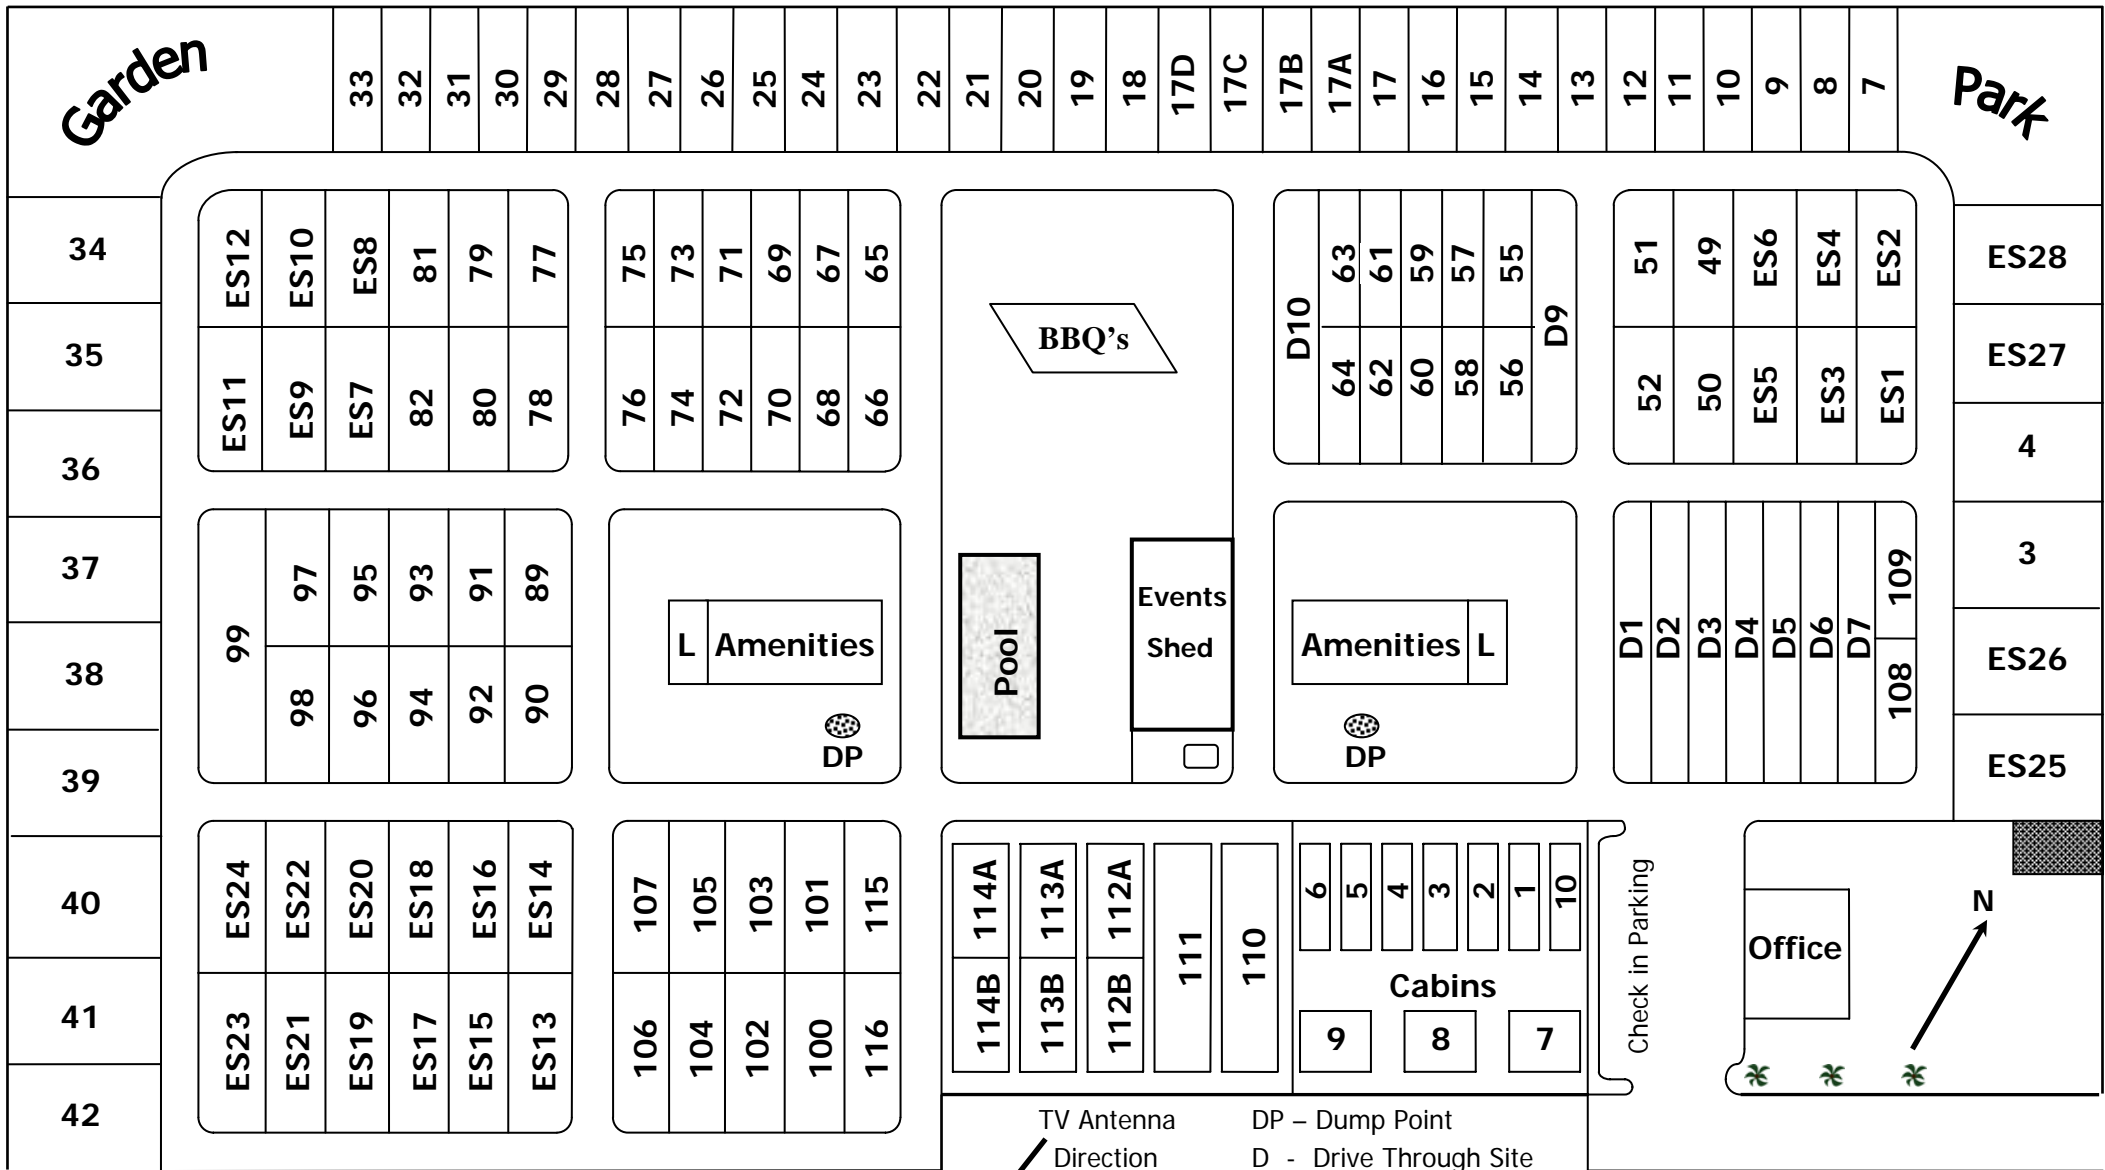 Garden
33 32 31 30 29 28 27 26 25 24 23 22 21 20 19 18 17D 17C 17B 17A 17 16 15 14 13 12 11 10 9 8 7
Park
34
35
36
37
38
39
40
41
42
ES12 ES10 ES8 81 79 77
ES11 ES9 ES7 82 80 78
75 73 71 69 67 65
76 74 72 70 68 66
BBQ's
D10
63 61 59 57 55
64 62 60 58 56
D9
51 49 ES6 ES4 ES2
52 50 ES5 ES3 ES1
ES28
ES27
4
3
ES26
ES25
99
97 95 93 91 89
98 96 94 92 90
L Amenities
DP
Pool
Events
Shed
Amenities L
DP
D1 D2 D3 D4 D5 D6 D7
109
108
ES24 ES22 ES20 ES18 ES16 ES14
ES23 ES21 ES19 ES17 ES15 ES13
107 105 103 101 115
106 104 102 100 116
114A 113A 112A
114B 113B 112B
111 110
6 5 4 3 2 1 10
Cabins
9 8 7
Check in Parking
Office
N
TV Antenna
Direction
DP – Dump Point
D - Drive Through Site